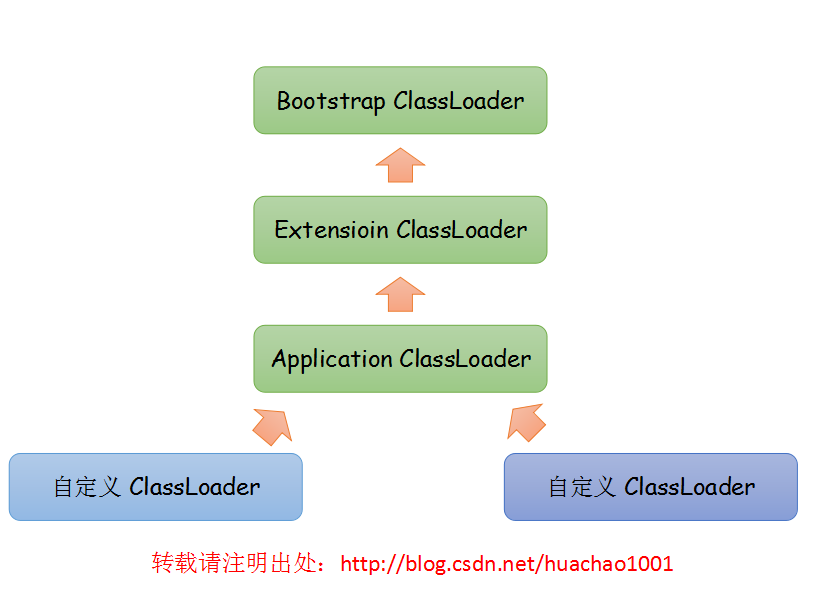 Bootstrap ClassLoader
Extensioin ClassLoader
Application ClassLoader
自定义 ClassLoader
自定义 ClassLoader
转载请注明出处：http://blog.csdn.net/huachao1001